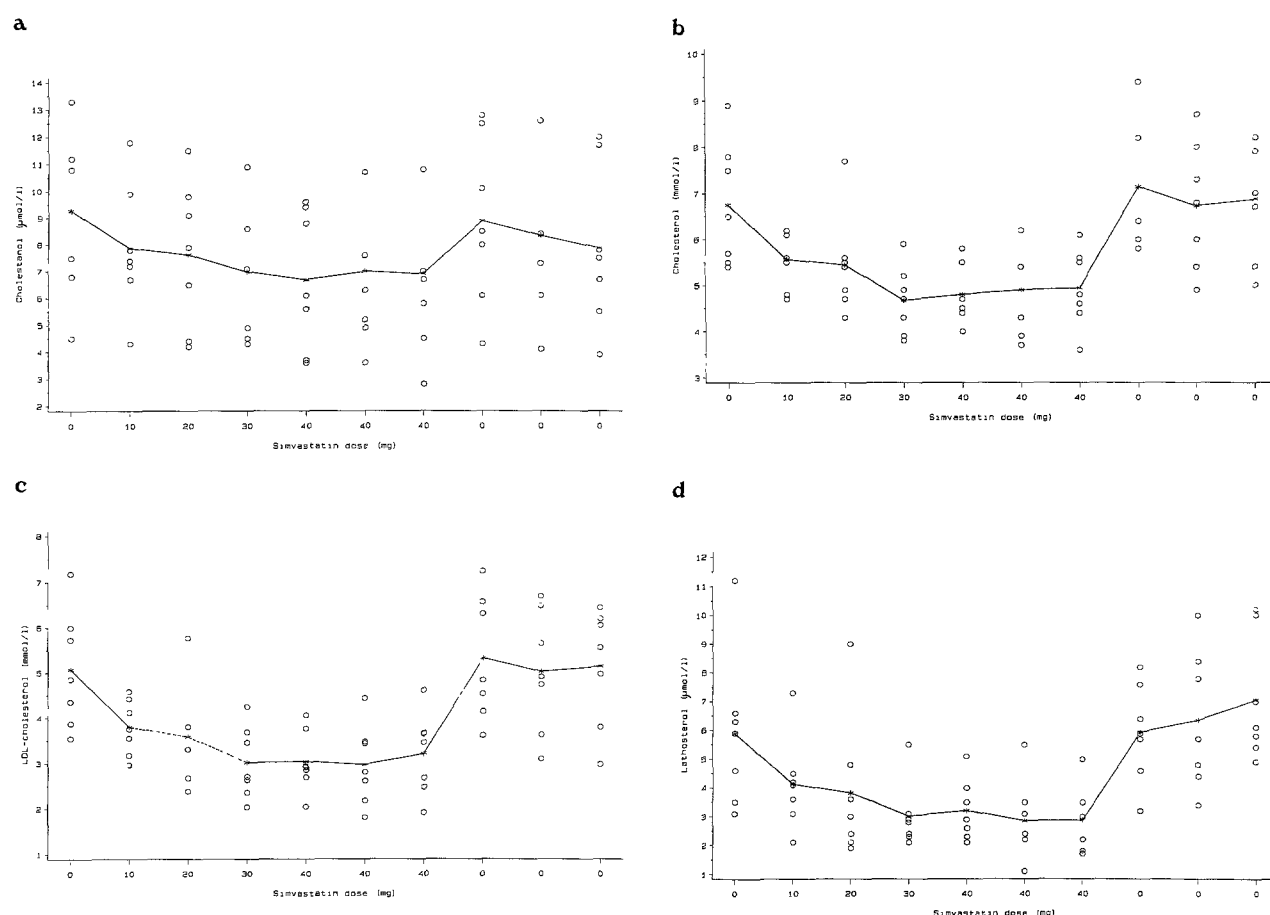 a
Cholestanol (µmol/l)
14
13
12
11
10
9
8
7
6
5
4
3
2
0 10 20 30 40 40 40 0 0 0
Simvastatin dose (mg)
b
Cholesterol (mmol/l)
10
9
8
7
6
5
4
3
0 10 20 30 40 40 40 0 0 0
Simvastatin dose (mg)
c
LDL-cholesterol (mmol/l)
8
7
6
5
4
3
2
1
0 10 20 30 40 40 40 0 0 0
Simvastatin dose (mg)
d
Lathosterol (µmol/l)
12
11
10
9
8
7
6
5
4
3
2
1
0 10 20 30 40 40 40 0 0 0
Simvastatin dose (mg)